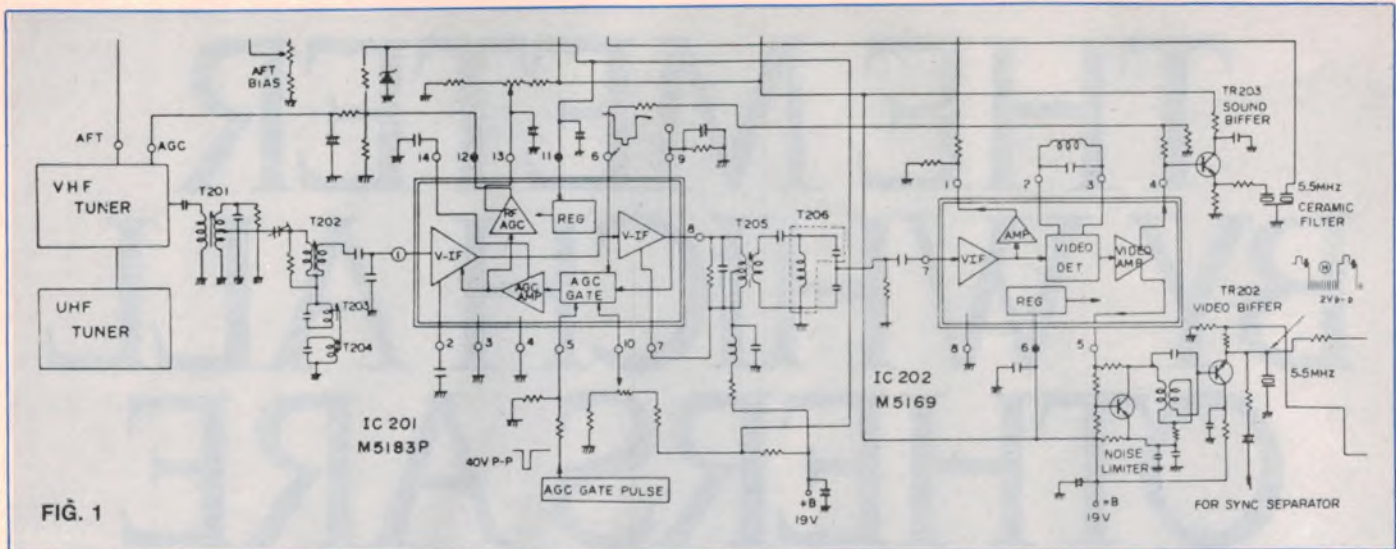 AFT
BIAS
AFT
AGC
VHF
TUNER
UHF
TUNER
T201
T202
T203
T204
14
12
13
11
6
9
RF
AGC
REG
V-IF
V-IF
AGC
AMP
AGC
GATE
1
8
2
3
4
5
10
7
IC 201
M5183P
40V P-P
AGC GATE PULSE
+B
19V
T205
T206
1
2
3
4
AMP
VIF
VIDEO
DET
VIDEO
AMP
REG
7
8
6
5
IC 202
M5169
NOISE
LIMITER
+B
19V
TR203
SOUND
BIFFER
5.5MHZ
CERAMIC
FILTER
H
2VP-P
TR202
VIDEO BIFFER
5.5MHZ
FOR SYNC SEPARATOR
FIG. 1